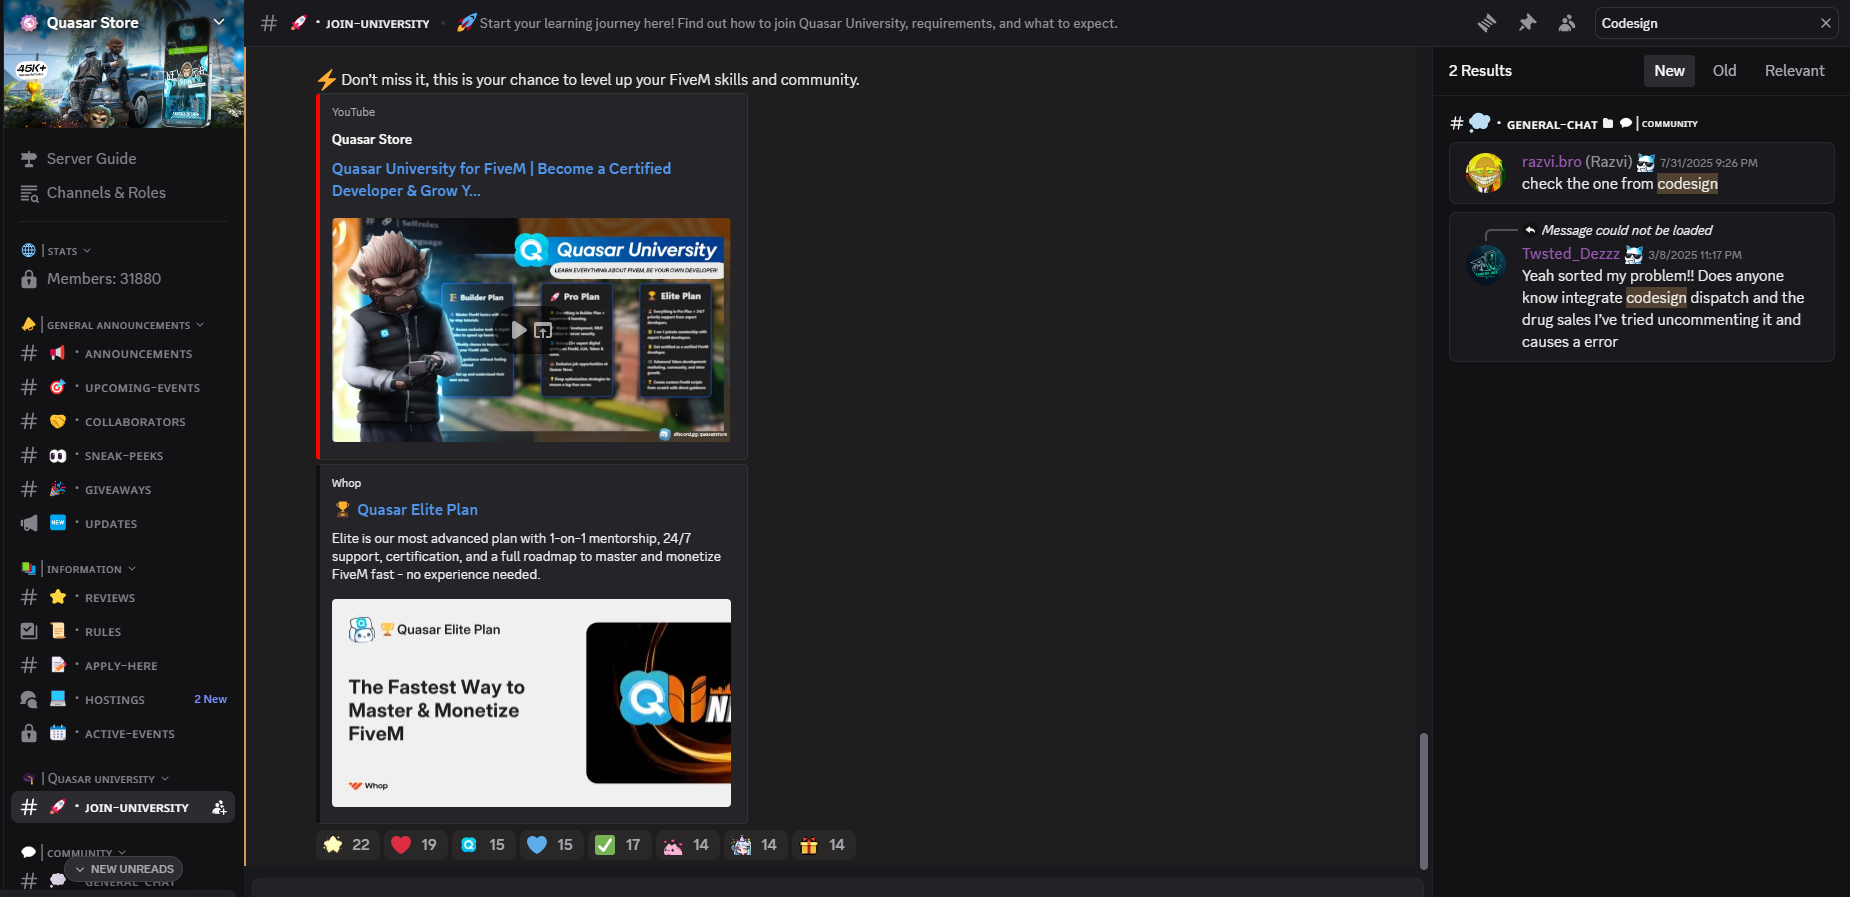 Quasar Store
45K+
Server Guide
Channels & Roles
STATS
Members: 31880
GENERAL ANNOUNCEMENTS
ANNOUNCEMENTS
UPCOMING-EVENTS
COLLABORATORS
SNEAK-PEEKS
GIVEAWAYS
NEW
UPDATES
INFORMATION
REVIEWS
RULES
APPLY-HERE
HOSTINGS
2 New
ACTIVE-EVENTS
QUASAR UNIVERSITY
JOIN-UNIVERSITY
COMMUNITY
NEW UNREADS
GENERAL-CHAT
JOIN-UNIVERSITY
Start your learning journey here! Find out how to join Quasar University, requirements, and what to expect.
Codesign
Don't miss it, this is your chance to level up your FiveM skills and community.
YouTube
Quasar Store
Quasar University for FiveM | Become a Certified
Developer & Grow Y...
Quasar University
LEARN EVERYTHING ABOUT FIVEM, BE YOUR OWN DEVELOPER!
Builder Plan
Pro Plan
Elite Plan
discord.gg/quasarstore
Whop
Quasar Elite Plan
Elite is our most advanced plan with 1-on-1 mentorship, 24/7
support, certification, and a full roadmap to master and monetize
FiveM fast - no experience needed.
Quasar Elite Plan
The Fastest Way to
Master & Monetize
FiveM
Whop
22
19
15
15
17
14
14
14
2 Results
New
Old
Relevant
GENERAL-CHAT
COMMUNITY
razvi.bro (Razvi) 7/31/2025 9:26 PM
check the one from codesign
Message could not be loaded
Twsted_Dezzz 3/8/2025 11:17 PM
Yeah sorted my problem!! Does anyone
know integrate codesign dispatch and the
drug sales I've tried uncommenting it and
causes a error